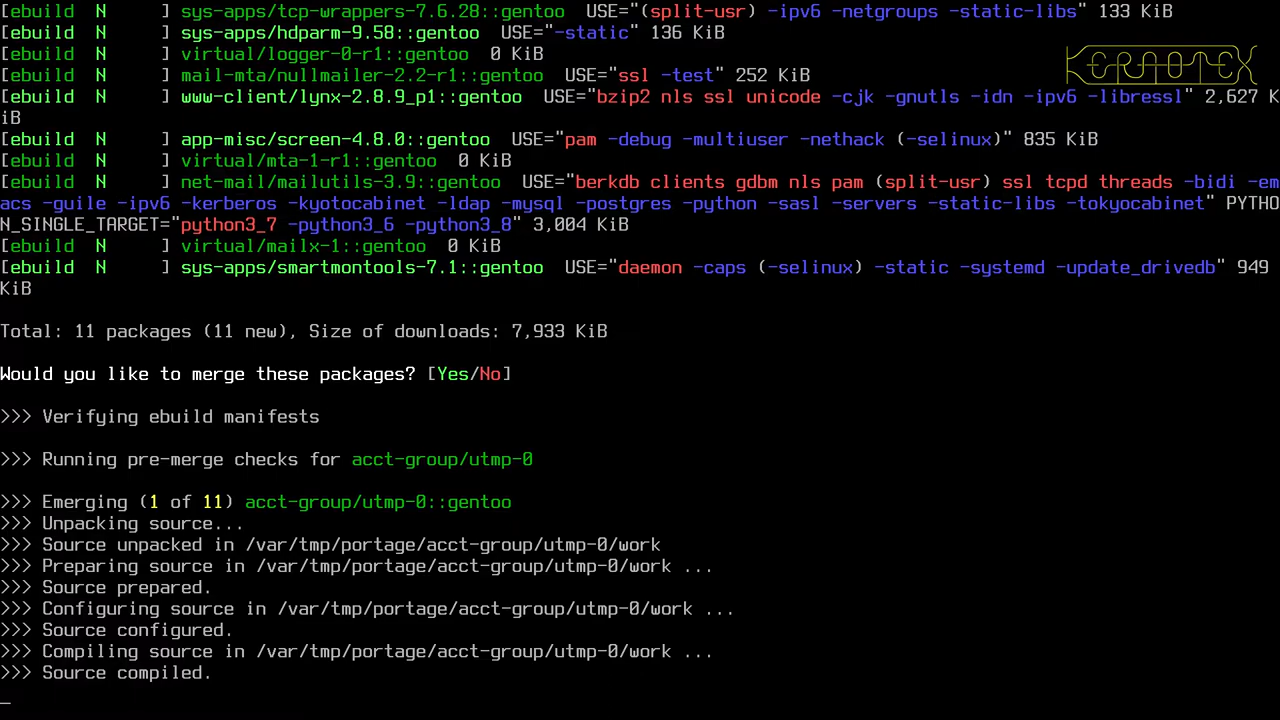 [ebuild  N     ] sys-apps/tcp-wrappers-7.6.28::gentoo  USE="(split-usr) -ipv6 -netgroups -static-libs" 133 KiB
[ebuild  N     ] sys-apps/hdparm-9.58::gentoo  USE="-static" 136 KiB
[ebuild  N     ] virtual/logger-0-r1::gentoo  0 KiB
KERNOTEX
[ebuild  N     ] mail-mta/nullmailer-2.2-r1::gentoo  USE="ssl -test" 252 KiB
[ebuild  N     ] www-client/lynx-2.8.9_p1::gentoo  USE="bzip2 nls ssl unicode -cjk -gnutls -idn -ipv6 -libressl" 2,627 K
iB
[ebuild  N     ] app-misc/screen-4.8.0::gentoo  USE="pam -debug -multiuser -nethack (-selinux)" 835 KiB
[ebuild  N     ] virtual/mta-1-r1::gentoo  0 KiB
[ebuild  N     ] net-mail/mailutils-3.9::gentoo  USE="berkdb clients gdbm nls pam (split-usr) ssl tcpd threads -bidi -em
acs -guile -ipv6 -kerberos -kyotocabinet -ldap -mysql -postgres -python -sasl -servers -static-libs -tokyocabinet" PYTHO
N_SINGLE_TARGET="python3_7 -python3_6 -python3_8" 3,004 KiB
[ebuild  N     ] virtual/mailx-1::gentoo  0 KiB
[ebuild  N     ] sys-apps/smartmontools-7.1::gentoo  USE="daemon -caps (-selinux) -static -systemd -update_drivedb" 949
KiB
Total: 11 packages (11 new), Size of downloads: 7,933 KiB
Would you like to merge these packages? [Yes/No]
>>> Verifying ebuild manifests
>>> Running pre-merge checks for acct-group/utmp-0
>>> Emerging (1 of 11) acct-group/utmp-0::gentoo
>>> Unpacking source...
>>> Source unpacked in /var/tmp/portage/acct-group/utmp-0/work
>>> Preparing source in /var/tmp/portage/acct-group/utmp-0/work ...
>>> Source prepared.
>>> Configuring source in /var/tmp/portage/acct-group/utmp-0/work ...
>>> Source configured.
>>> Compiling source in /var/tmp/portage/acct-group/utmp-0/work ...
>>> Source compiled.
_